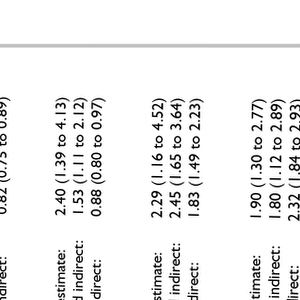 direct: 0.82 (0.75 to 0.89)
stimate: 2.40 (1.39 to 4.13)
d indirect: 1.53 (1.11 to 2.12)
direct: 0.88 (0.80 to 0.97)
stimate: 2.29 (1.16 to 4.52)
d indirect: 2.45 (1.65 to 3.64)
direct: 1.83 (1.49 to 2.23)
timate: 1.90 (1.30 to 2.77)
indirect: 1.80 (1.12 to 2.89)
direct: 2.32 (1.84 to 2.93)